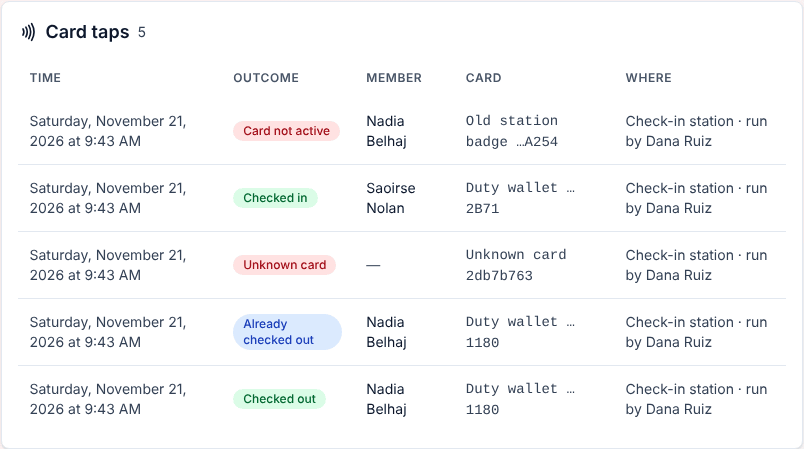 Card taps 5
TIME OUTCOME MEMBER CARD WHERE
Saturday, November 21, 2026 at 9:43 AM Card not active Nadia Belhaj Old station badge …A254 Check-in station · run by Dana Ruiz
Saturday, November 21, 2026 at 9:43 AM Checked in Saoirse Nolan Duty wallet …2B71 Check-in station · run by Dana Ruiz
Saturday, November 21, 2026 at 9:43 AM Unknown card — Unknown card 2db7b763 Check-in station · run by Dana Ruiz
Saturday, November 21, 2026 at 9:43 AM Already checked out Nadia Belhaj Duty wallet …1180 Check-in station · run by Dana Ruiz
Saturday, November 21, 2026 at 9:43 AM Checked out Nadia Belhaj Duty wallet …1180 Check-in station · run by Dana Ruiz